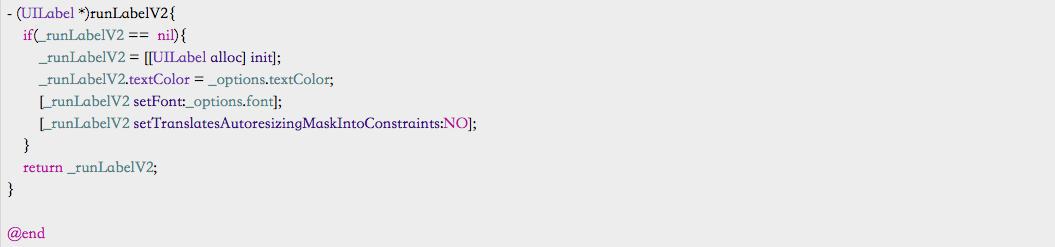 - (UILabel *)runLabelV2{
if(_runLabelV2 == nil){
_runLabelV2 = [[UILabel alloc] init];
_runLabelV2.textColor = _options.textColor;
[_runLabelV2 setFont:_options.font];
[_runLabelV2 setTranslatesAutoresizingMaskIntoConstraints:NO];
}
return _runLabelV2;
}
@end